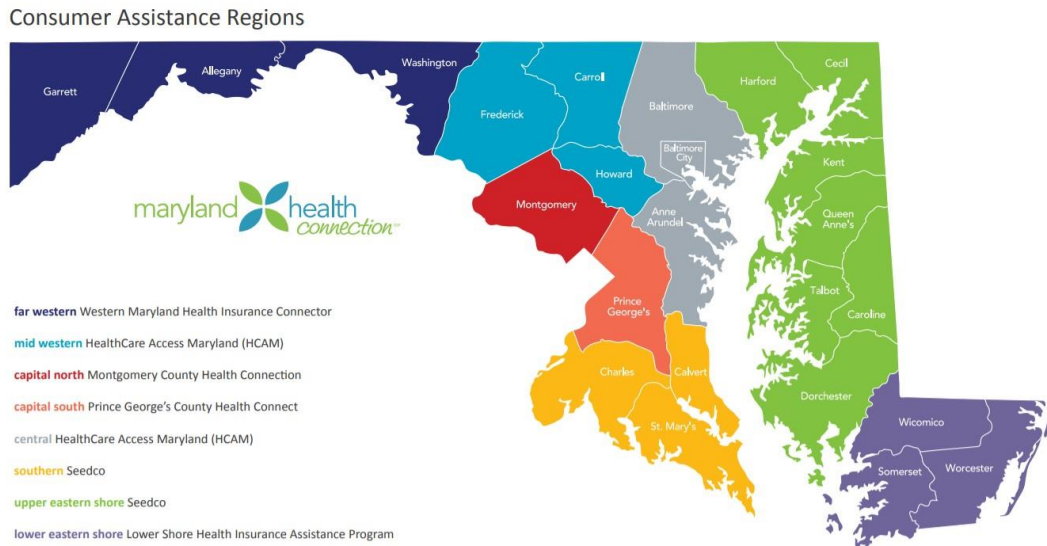 Consumer Assistance Regions
Garrett
Allegany
Washington
Frederick
Carroll
Baltimore
Baltimore
City
Harford
Cecil
Howard
Montgomery
Anne
Arundel
Kent
Queen
Anne's
Talbot
Caroline
Prince
George's
Charles
Calvert
St. Mary's
Dorchester
Wicomico
Somerset
Worcester
maryland health
connection℠
far western Western Maryland Health Insurance Connector
mid western HealthCare Access Maryland (HCAM)
capital north Montgomery County Health Connection
capital south Prince George's County Health Connect
central HealthCare Access Maryland (HCAM)
southern Seedco
upper eastern shore Seedco
lower eastern shore Lower Shore Health Insurance Assistance Program